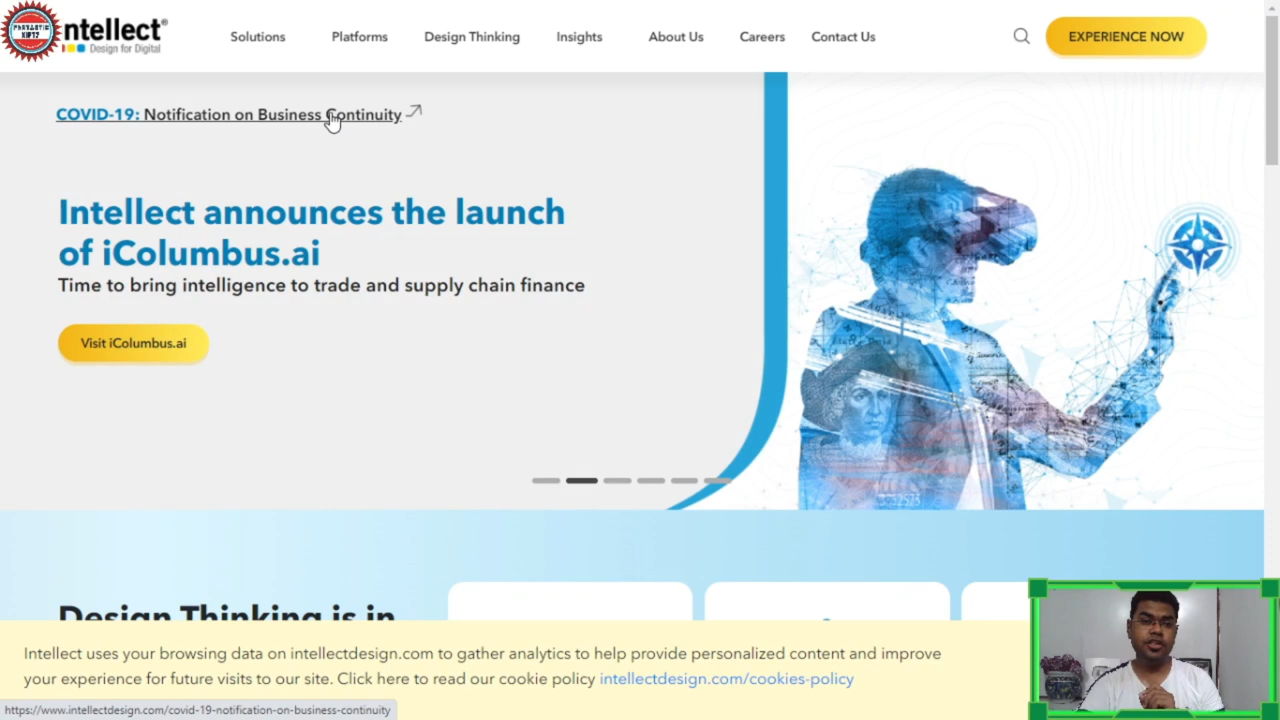 FANTASTIC
KIPTZ
ntellect
Design for Digital
Solutions
Platforms
Design Thinking
Insights
About Us
Careers
Contact Us
EXPERIENCE NOW
COVID-19: Notification on Business Continuity
Intellect announces the launch
of iColumbus.ai
Time to bring intelligence to trade and supply chain finance
Visit iColumbus.ai
Design Thinking is in
Intellect uses your browsing data on intellectdesign.com to gather analytics to help provide personalized content and improve
your experience for future visits to our site. Click here to read our cookie policy intellectdesign.com/cookies-policy
https://www.intellectdesign.com/covid-19-notification-on-business-continuity